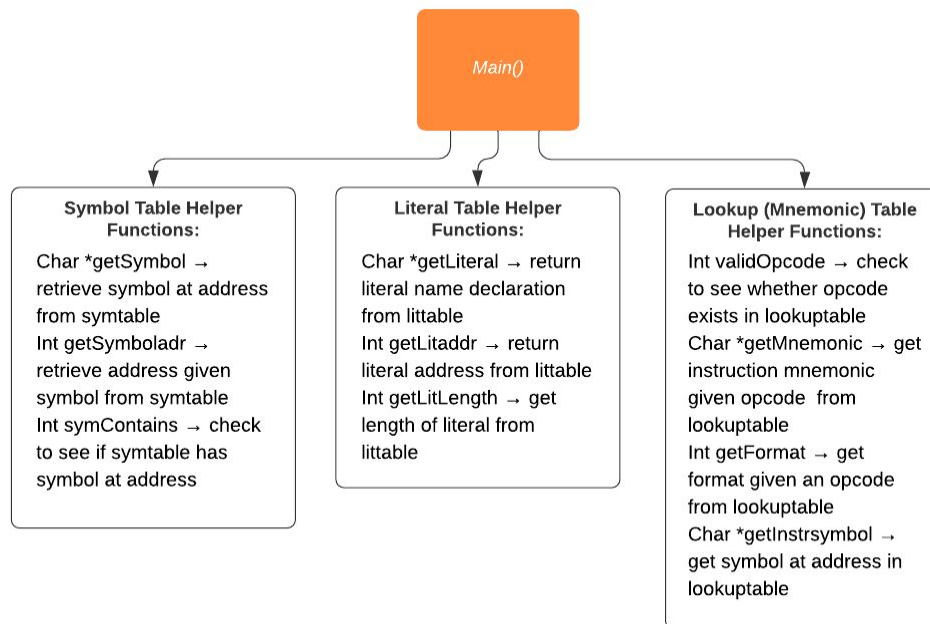 Main()
Symbol Table Helper
Functions:
Char *getSymbol →
retrieve symbol at address
from symtable
Int getSymboladr →
retrieve address given
symbol from symtable
Int symContains → check
to see if symtable has
symbol at address
Literal Table Helper
Functions:
Char *getLiteral → return
literal name declaration
from littable
Int getLitaddr → return
literal address from littable
Int getLitLength → get
length of literal from
littable
Lookup (Mnemonic) Table
Helper Functions:
Int validOpcode → check
to see whether opcode
exists in lookuptable
Char *getMnemonic → get
instruction mnemonic
given opcode  from
lookuptable
Int getFormat → get
format given an opcode
from lookuptable
Char *getInstrsymbol →
get symbol at address in
lookuptable